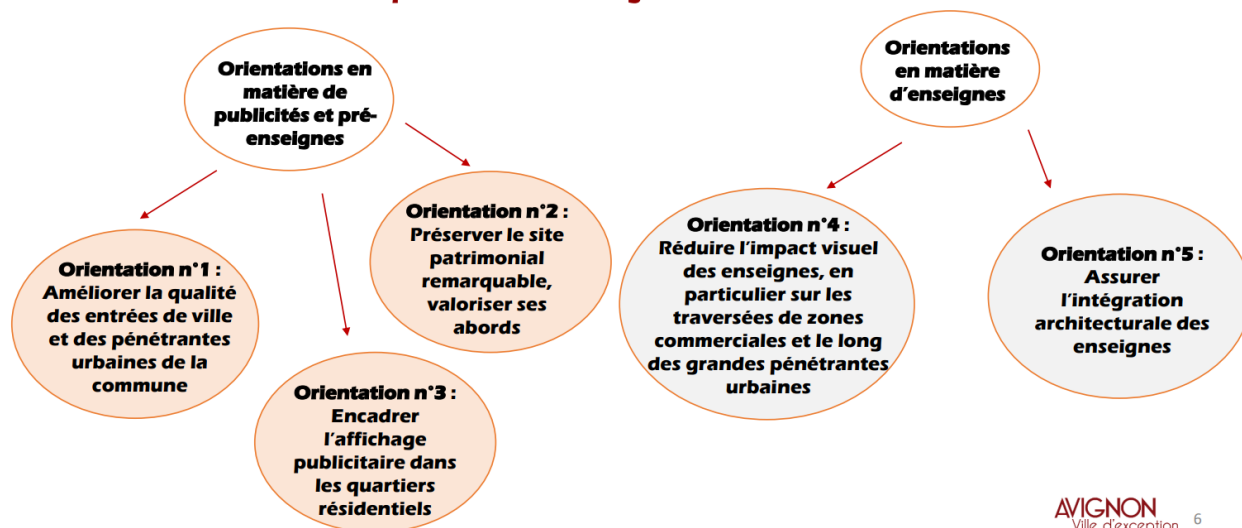 Orientations en
matière de
publicités et pré-
enseignes
Orientations
en matière
d’enseignes
Orientation n°1 :
Améliorer la qualité
des entrées de ville
et des pénétrantes
urbaines de la
commune
Orientation n°2 :
Préserver le site
patrimonial
remarquable,
valoriser ses
abords
Orientation n°3 :
Encadrer
l’affichage
publicitaire dans
les quartiers
résidentiels
Orientation n°4 :
Réduire l’impact visuel
des enseignes, en
particulier sur les
traversées de zones
commerciales et le long
des grandes pénétrantes
urbaines
Orientation n°5 :
Assurer
l’intégration
architecturale des
enseignes
AVIGNON
Ville d’exception
6